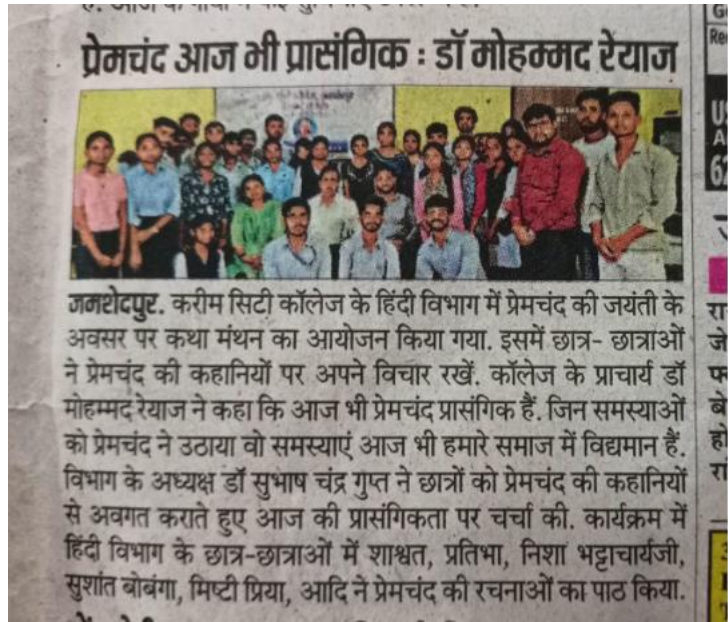 प्रेमचंद आज भी प्रासंगिक : डॉ मोहम्मद रेयाज
जमशेदपुर. करीम सिटी कॉलेज के हिंदी विभाग में प्रेमचंद की जयंती के
अवसर पर कथा मंथन का आयोजन किया गया. इसमें छात्र- छात्राओं
ने प्रेमचंद की कहानियों पर अपने विचार रखें. कॉलेज के प्राचार्य डॉ
मोहम्मद रेयाज ने कहा कि आज भी प्रेमचंद प्रासंगिक हैं. जिन समस्याओं
को प्रेमचंद ने उठाया वो समस्याएं आज भी हमारे समाज में विद्यमान हैं.
विभाग के अध्यक्ष डॉ सुभाष चंद्र गुप्त ने छात्रों को प्रेमचंद की कहानियों
से अवगत कराते हुए आज की प्रासंगिकता पर चर्चा की. कार्यक्रम में
हिंदी विभाग के छात्र-छात्राओं में शाश्वत, प्रतिभा, निशा भट्टाचार्यजी,
सुशांत बोबंगा, मिष्टी प्रिया, आदि ने प्रेमचंद की रचनाओं का पाठ किया.